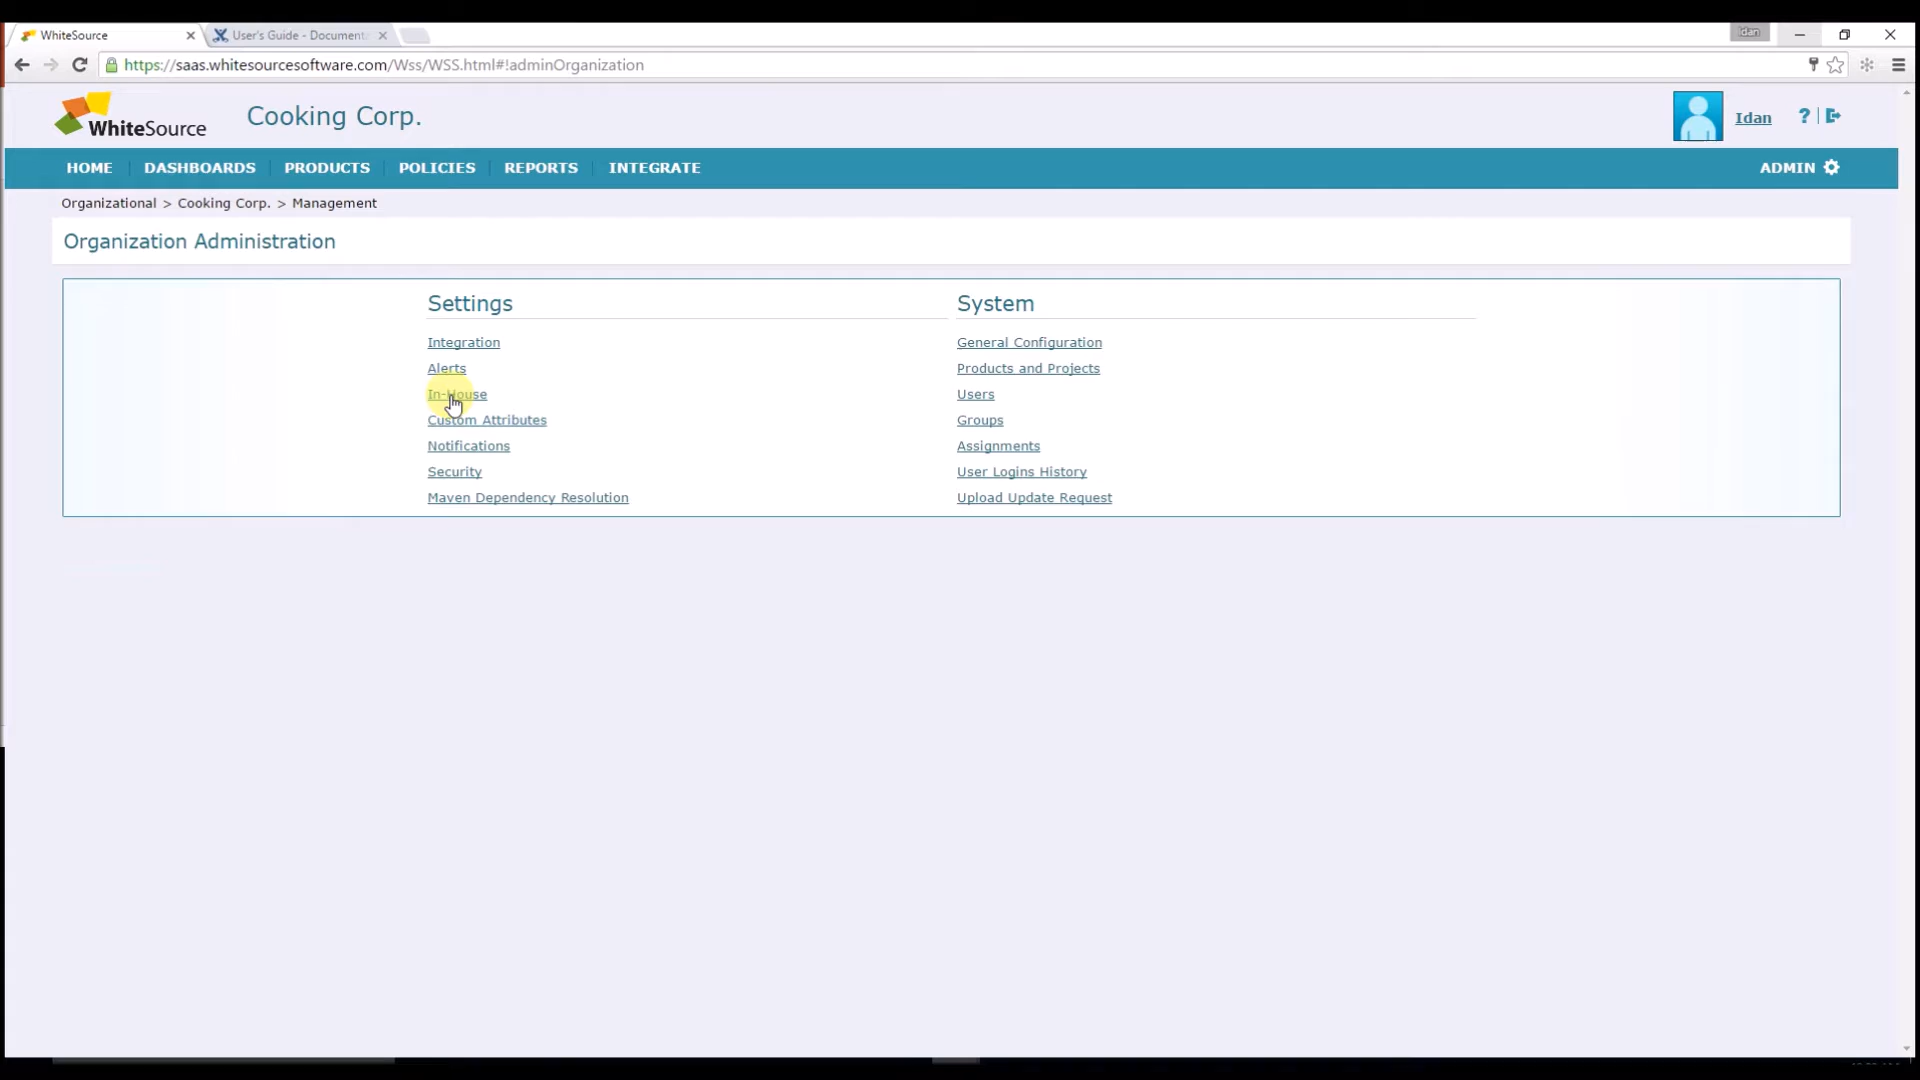 WhiteSource
User's Guide - Document
Idan
https://saas.whitesourcesoftware.com/Wss/WSS.html#!adminOrganization
WhiteSource
Cooking Corp.
Idan
?
HOME
DASHBOARDS
PRODUCTS
POLICIES
REPORTS
INTEGRATE
ADMIN
Organizational > Cooking Corp. > Management
Organization Administration
Settings
Integration
Alerts
In-House
Custom Attributes
Notifications
Security
Maven Dependency Resolution
System
General Configuration
Products and Projects
Users
Groups
Assignments
User Logins History
Upload Update Request